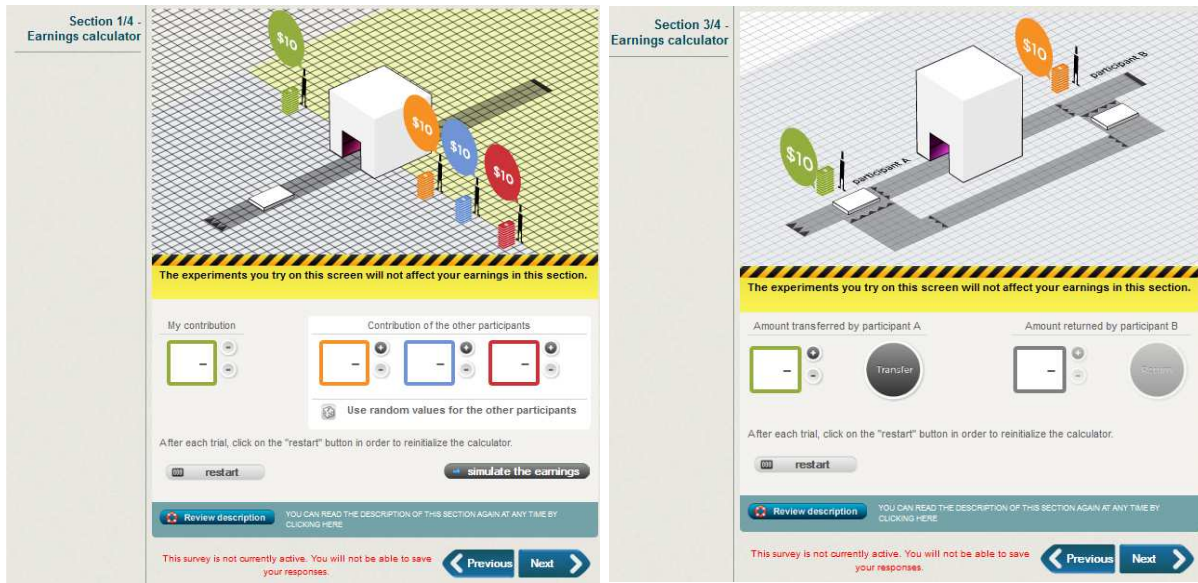 Section 1/4 -
Earnings calculator
$10
$10
$10
$10
The experiments you try on this screen will not affect your earnings in this section.
My contribution
Contribution of the other participants
–
–
–
–
Use random values for the other participants
After each trial, click on the "restart" button in order to reinitialize the calculator.
restart
simulate the earnings
Review description
YOU CAN READ THE DESCRIPTION OF THIS SECTION AGAIN AT ANY TIME BY
CLICKING HERE
This survey is not currently active. You will not be able to save
your responses.
Previous
Next
Section 3/4 -
Earnings calculator
$10
participant B
$10
participant A
The experiments you try on this screen will not affect your earnings in this section.
Amount transferred by participant A
Amount returned by participant B
–
Transfer
–
Return
After each trial, click on the "restart" button in order to reinitialize the calculator.
restart
Review description
YOU CAN READ THE DESCRIPTION OF THIS SECTION AGAIN AT ANY TIME BY
CLICKING HERE
This survey is not currently active. You will not be able to save
your responses.
Previous
Next